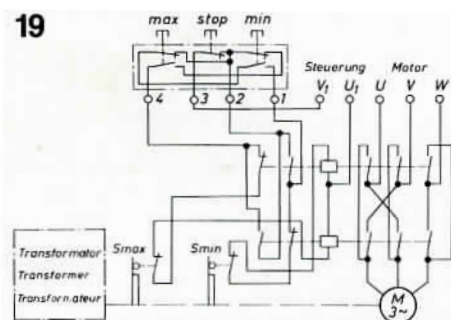 19
max stop min
4 3 2 1
Steuerung Motor
V1 U1 U V W
Transformator
Transformer
Transformateur
Smax
Smin
M
3~